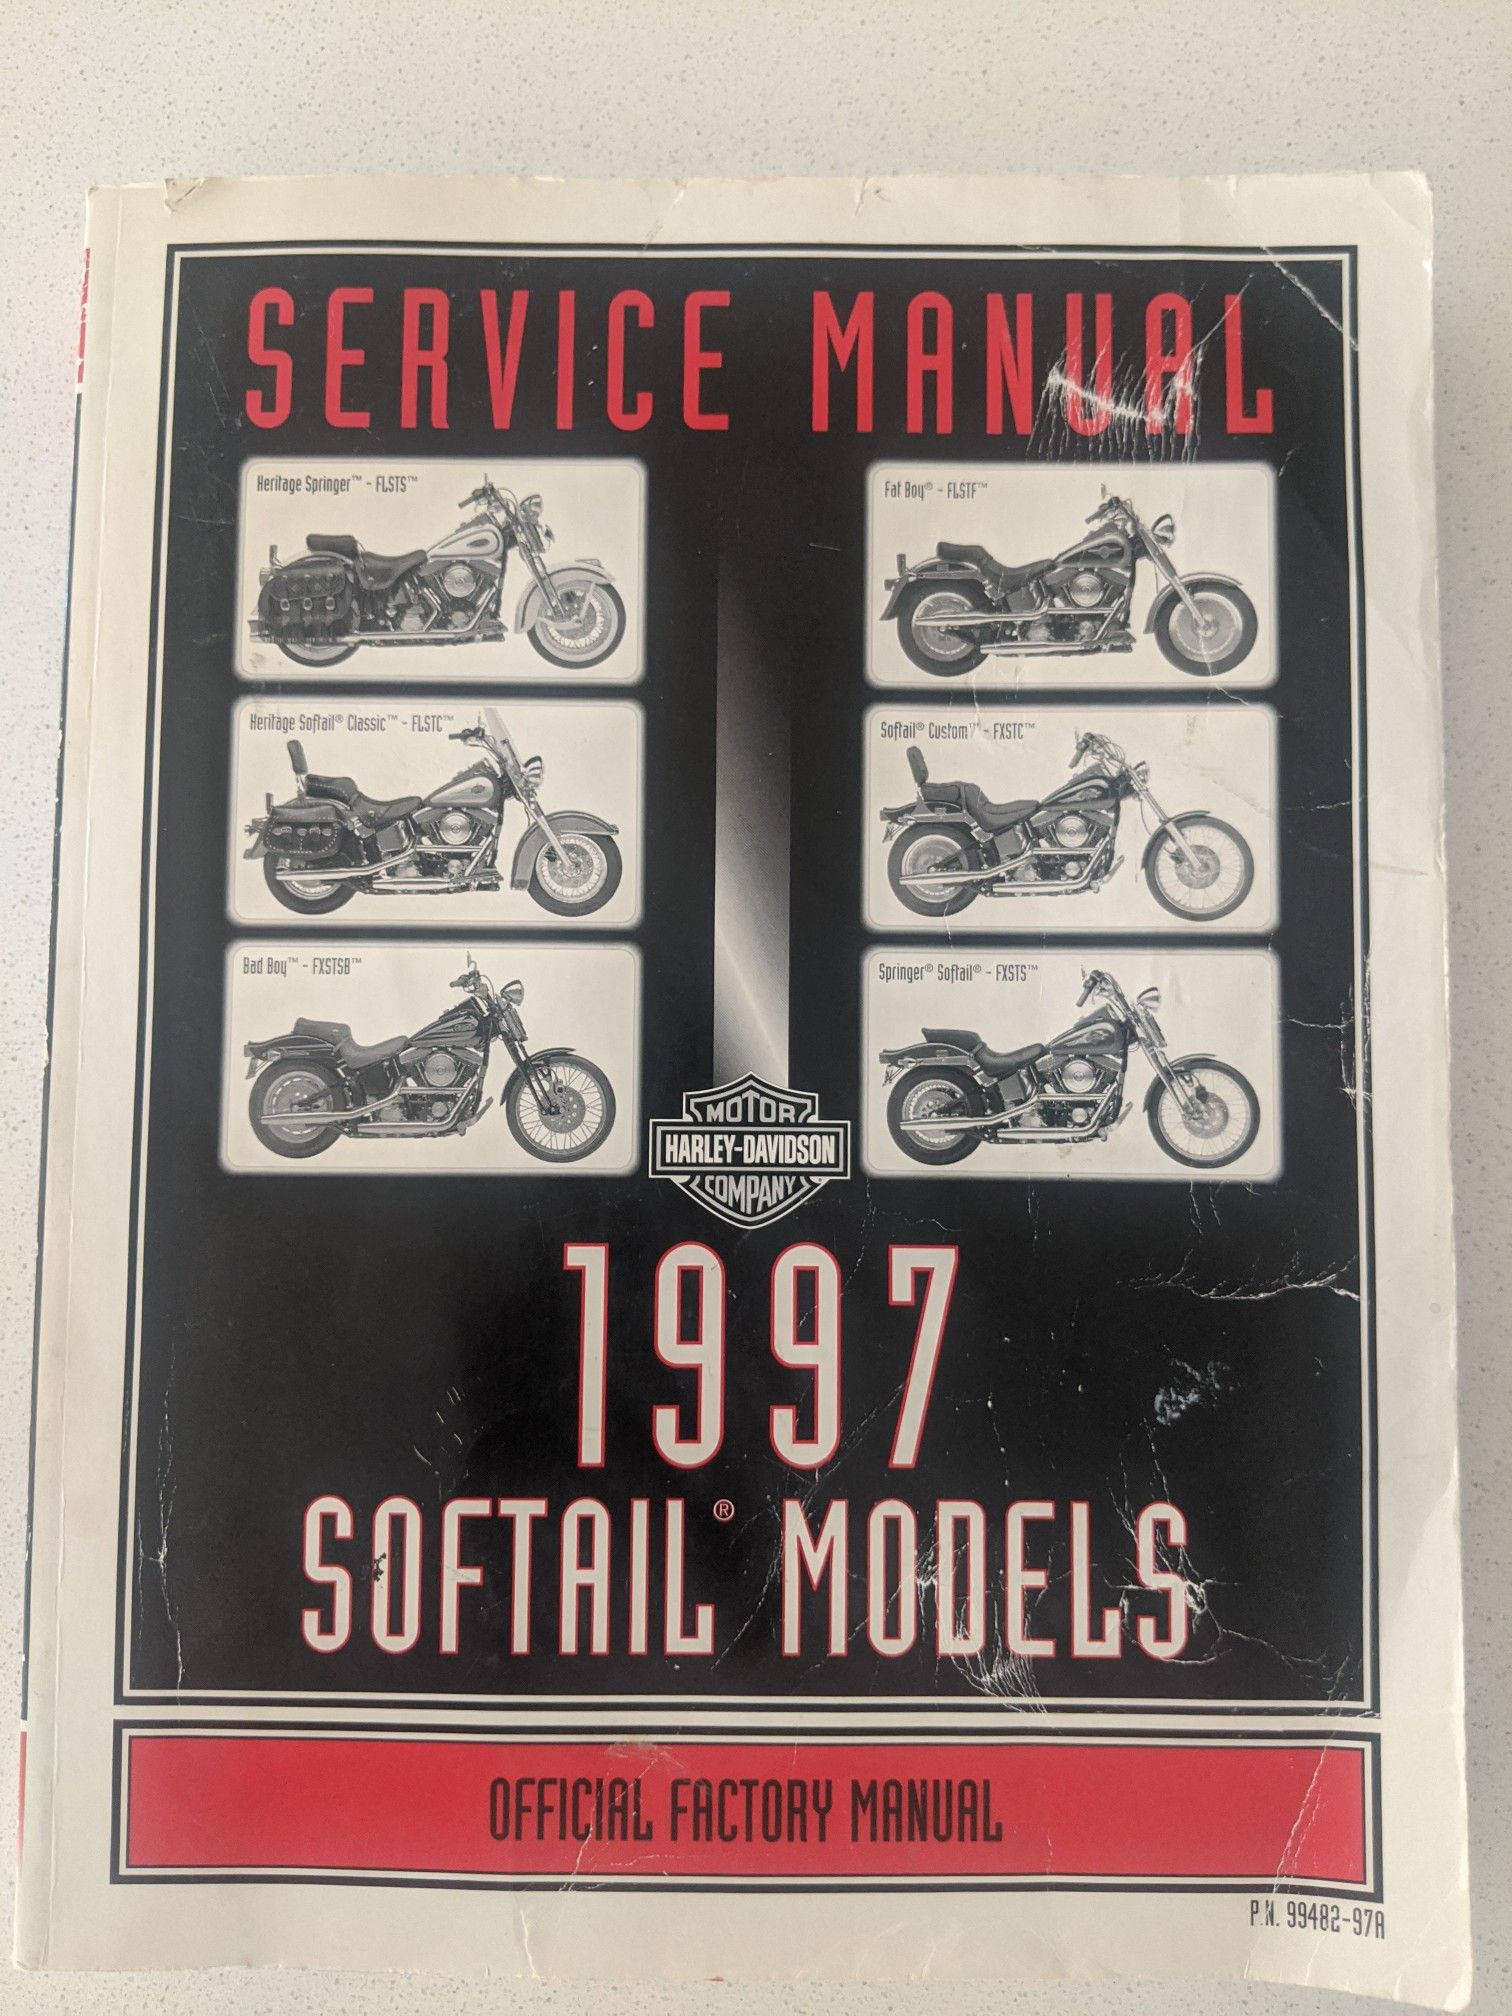 SERVICE MANUAL
Heritage Springer™ - FLSTS™
Fat Boy® - FLSTF™
Heritage Softail® Classic™ - FLSTC™
Softail® Custom™ - FXSTC™
Bad Boy™ - FXSTSB™
Springer® Softail® - FXSTS™
MOTOR
HARLEY-DAVIDSON
COMPANY
1997
SOFTAIL® MODELS
OFFICIAL FACTORY MANUAL
P.N. 99482-97A